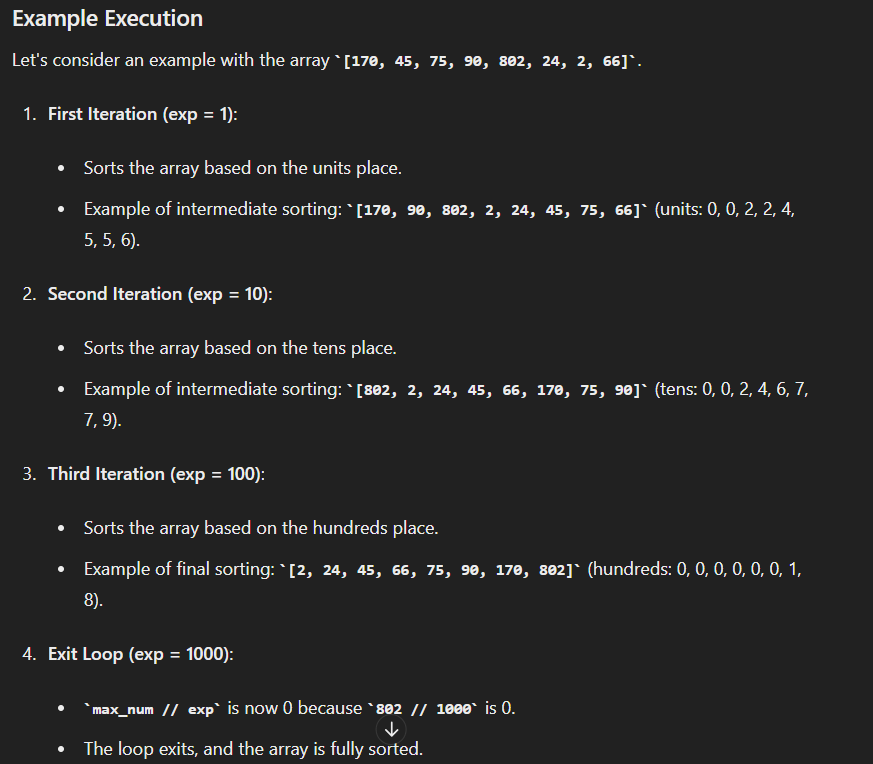 Example Execution
Let's consider an example with the array `[170, 45, 75, 90, 802, 24, 2, 66]`.
1. First Iteration (exp = 1):
• Sorts the array based on the units place.
• Example of intermediate sorting: `[170, 90, 802, 2, 24, 45, 75, 66]` (units: 0, 0, 2, 2, 4,
5, 5, 6).
2. Second Iteration (exp = 10):
• Sorts the array based on the tens place.
• Example of intermediate sorting: `[802, 2, 24, 45, 66, 170, 75, 90]` (tens: 0, 0, 2, 4, 6, 7,
7, 9).
3. Third Iteration (exp = 100):
• Sorts the array based on the hundreds place.
• Example of final sorting: `[2, 24, 45, 66, 75, 90, 170, 802]` (hundreds: 0, 0, 0, 0, 0, 0, 1,
8).
4. Exit Loop (exp = 1000):
• `max_num // exp` is now 0 because `802 // 1000` is 0.
• The loop exits, and the array is fully sorted.